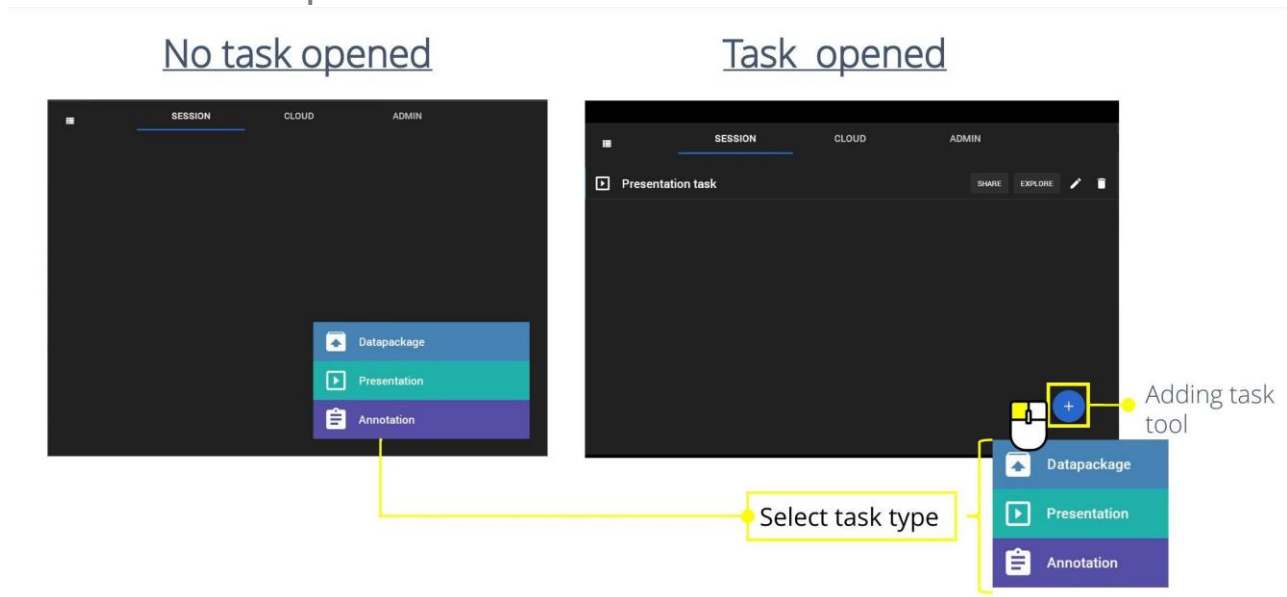 No task opened
Task opened
SESSION CLOUD ADMIN
Datapackage
Presentation
Annotation
SESSION CLOUD ADMIN
Presentation task SHARE EXPLORE
Adding task
tool
Select task type
Datapackage
Presentation
Annotation